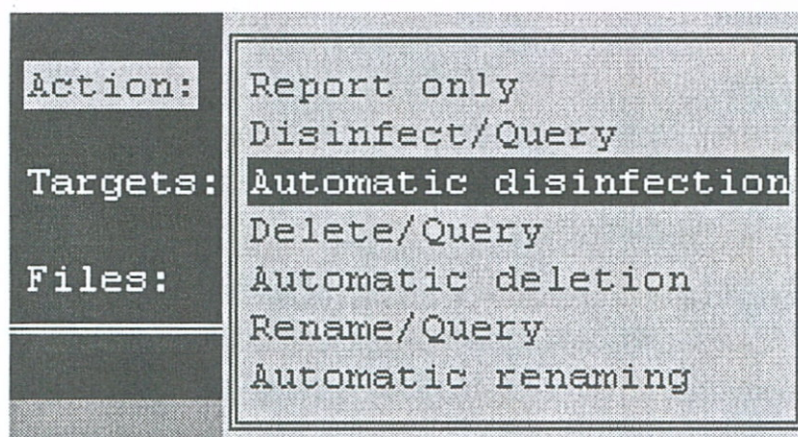 Action:
Report only
Disinfect/Query
Targets:
Automatic disinfection
Delete/Query
Files:
Automatic deletion
Rename/Query
Automatic renaming